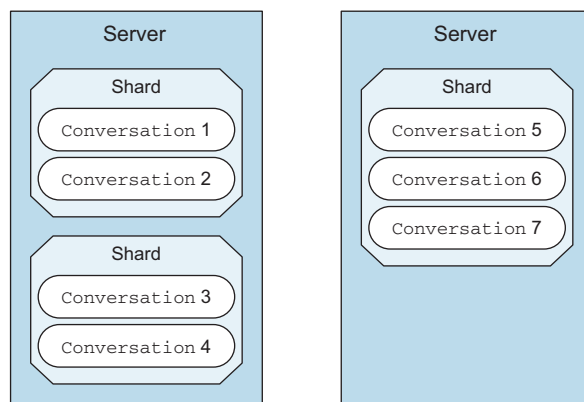 Server
Shard
Conversation 1
Conversation 2
Shard
Conversation 3
Conversation 4
Server
Shard
Conversation 5
Conversation 6
Conversation 7